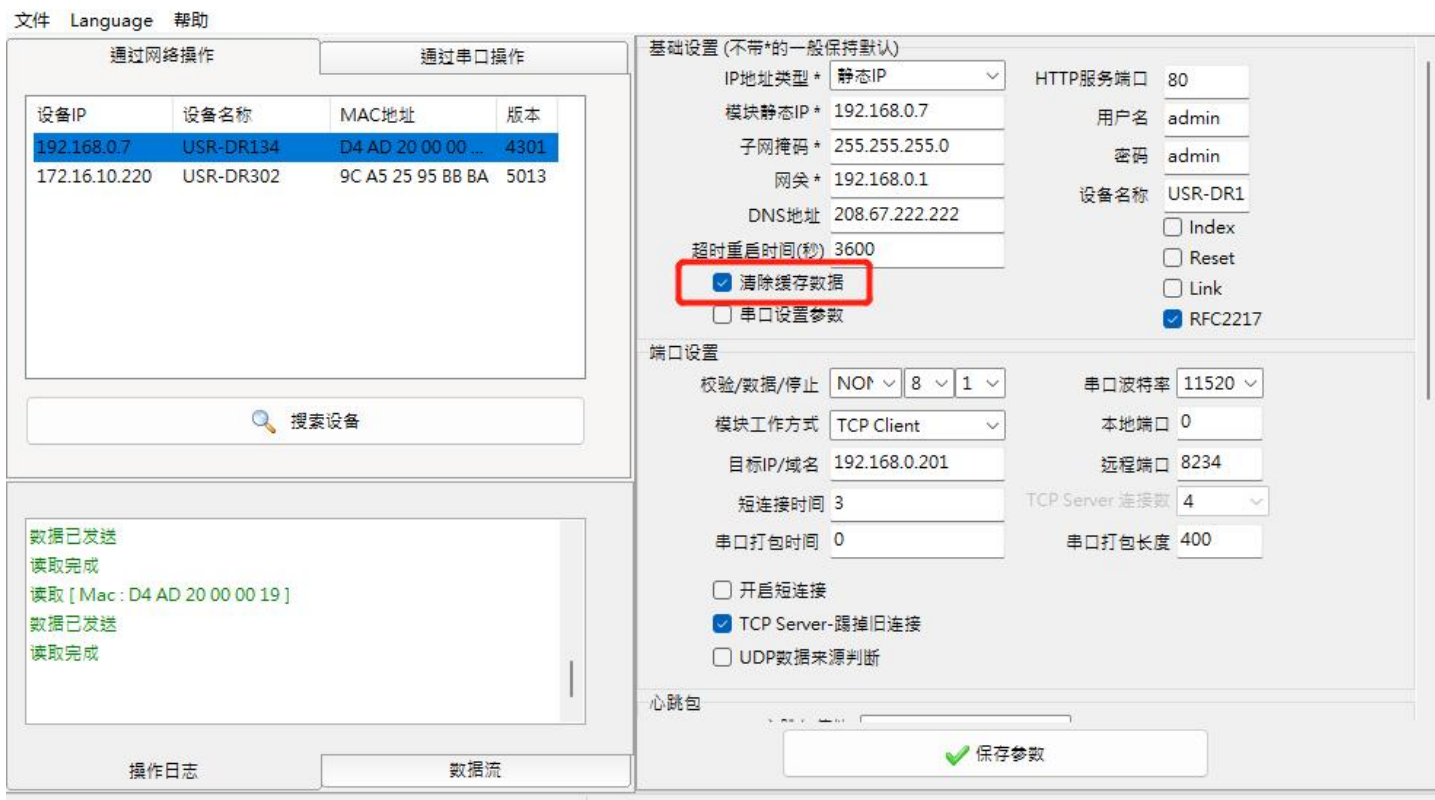 文件 Language 帮助
通过网络操作 通过串口操作
设备IP 设备名称 MAC地址 版本
192.168.0.7 USR-DR134 D4 AD 20 00 00 ... 4301
172.16.10.220 USR-DR302 9C A5 25 95 BB BA 5013
搜索设备
数据已发送
读取完成
读取 [ Mac : D4 AD 20 00 00 19 ]
数据已发送
读取完成
操作日志 数据流
基础设置 (不带*的一般保持默认)
IP地址类型 * 静态IP HTTP服务端口 80
模块静态IP * 192.168.0.7 用户名 admin
子网掩码 * 255.255.255.0 密码 admin
网关 * 192.168.0.1 设备名称 USR-DR1
DNS地址 208.67.222.222 Index
超时重启时间(秒) 3600 Reset
清除缓存数据 Link
串口设置参数 RFC2217
端口设置
校验/数据/停止 NON 8 1 串口波特率 11520
模块工作方式 TCP Client 本地端口 0
目标IP/域名 192.168.0.201 远程端口 8234
短连接时间 3 TCP Server 连接数 4
串口打包时间 0 串口打包长度 400
开启短连接
TCP Server-踢掉旧连接
UDP数据来源判断
心跳包
保存参数